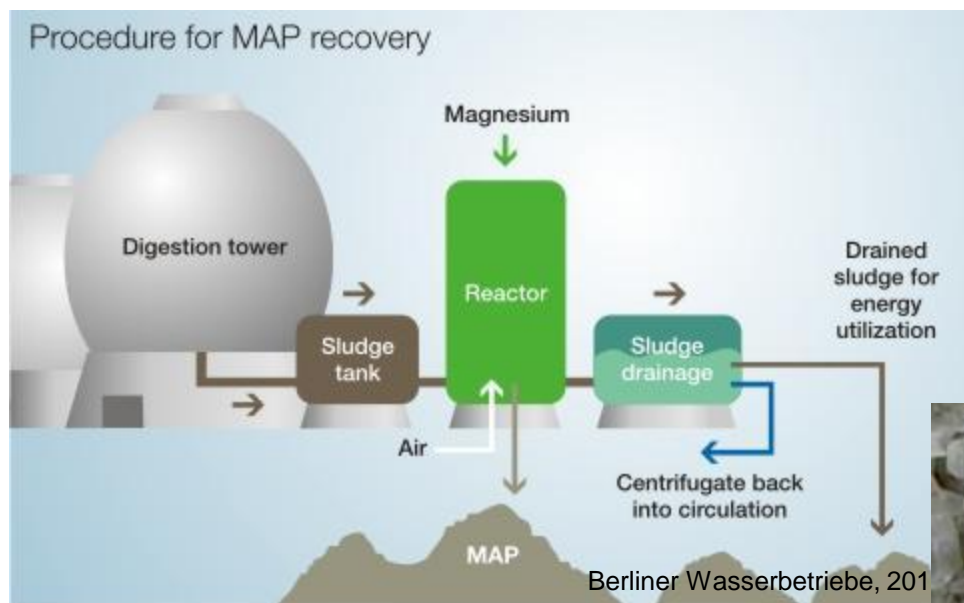 Procedure for MAP recovery
Magnesium
Digestion tower
Reactor
Drained
sludge for
energy
utilization
Sludge
tank
Sludge
drainage
Air
Centrifugate back
into circulation
MAP
Berliner Wasserbetriebe, 201